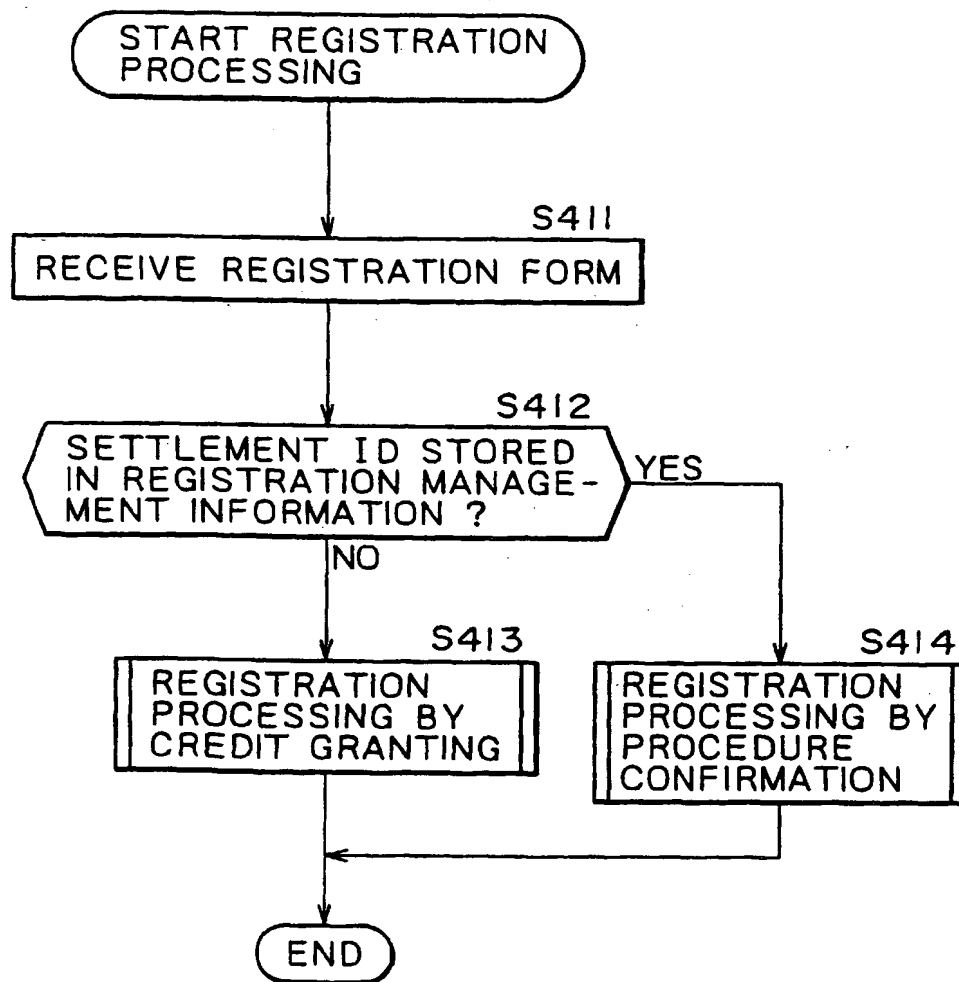 START REGISTRATION
PROCESSING
S411
RECEIVE REGISTRATION FORM
S412
SETTLEMENT ID STORED
IN REGISTRATION MANAGE-
MENT INFORMATION ?
YES
NO
S413
REGISTRATION
PROCESSING BY
CREDIT GRANTING
S414
REGISTRATION
PROCESSING BY
PROCEDURE
CONFIRMATION
END